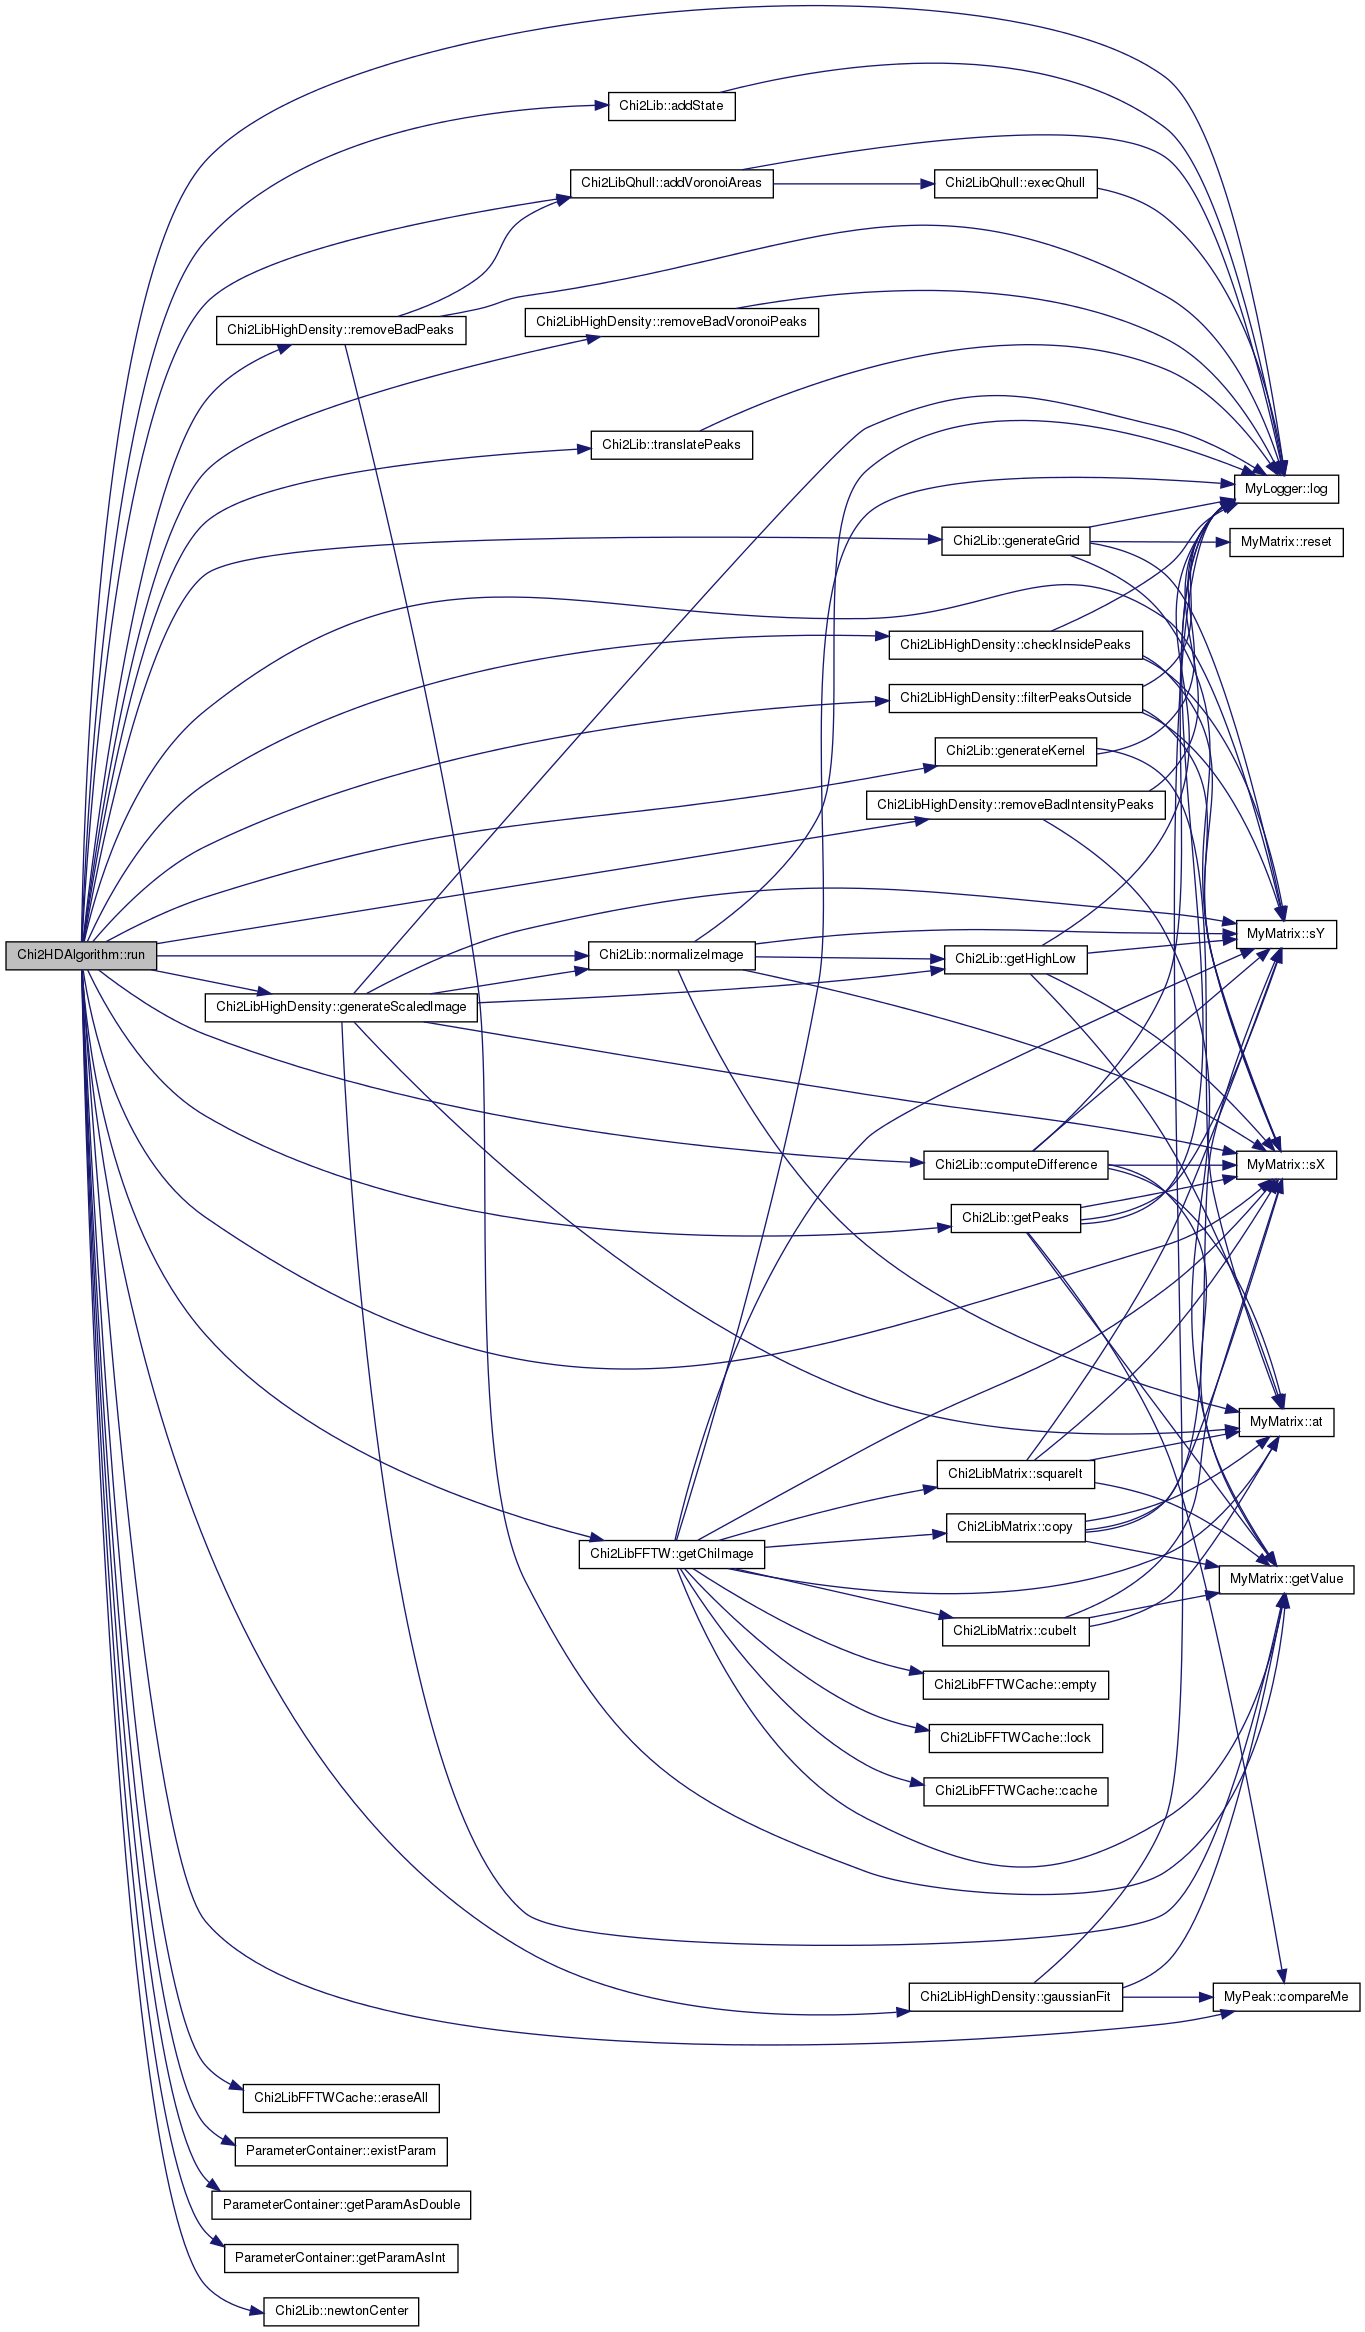 Chi2Lib::addState
Chi2LibQhull::addVoronoiAreas
Chi2LibQhull::execQhull
Chi2LibHighDensity::removeBadVoronoiPeaks
Chi2LibHighDensity::removeBadPeaks
Chi2Lib::translatePeaks
MyLogger::log
Chi2Lib::generateGrid
MyMatrix::reset
Chi2LibHighDensity::checkInsidePeaks
Chi2LibHighDensity::filterPeaksOutside
Chi2Lib::generateKernel
Chi2LibHighDensity::removeBadIntensityPeaks
MyMatrix::sY
Chi2HDAlgorithm::run
Chi2Lib::normalizeImage
Chi2Lib::getHighLow
Chi2LibHighDensity::generateScaledImage
Chi2Lib::computeDifference
MyMatrix::sX
Chi2Lib::getPeaks
MyMatrix::at
Chi2LibMatrix::squareIt
Chi2LibMatrix::copy
Chi2LibFFTW::getChiImage
MyMatrix::getValue
Chi2LibMatrix::cubeIt
Chi2LibFFTWCache::empty
Chi2LibFFTWCache::lock
Chi2LibFFTWCache::cache
Chi2LibHighDensity::gaussianFit
MyPeak::compareMe
Chi2LibFFTWCache::eraseAll
ParameterContainer::existParam
ParameterContainer::getParamAsDouble
ParameterContainer::getParamAsInt
Chi2Lib::newtonCenter